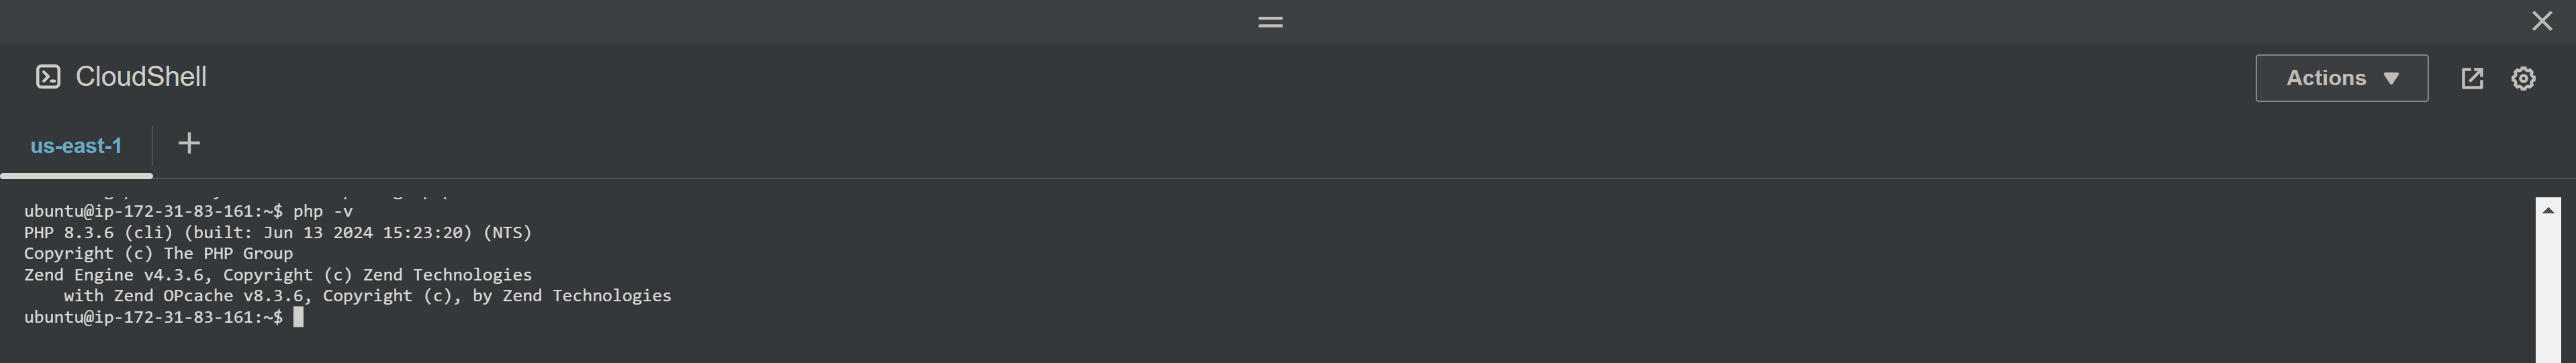 CloudShell
Actions
us-east-1
ubuntu@ip-172-31-83-161:~$ php -v
PHP 8.3.6 (cli) (built: Jun 13 2024 15:23:20) (NTS)
Copyright (c) The PHP Group
Zend Engine v4.3.6, Copyright (c) Zend Technologies
    with Zend OPcache v8.3.6, Copyright (c), by Zend Technologies
ubuntu@ip-172-31-83-161:~$